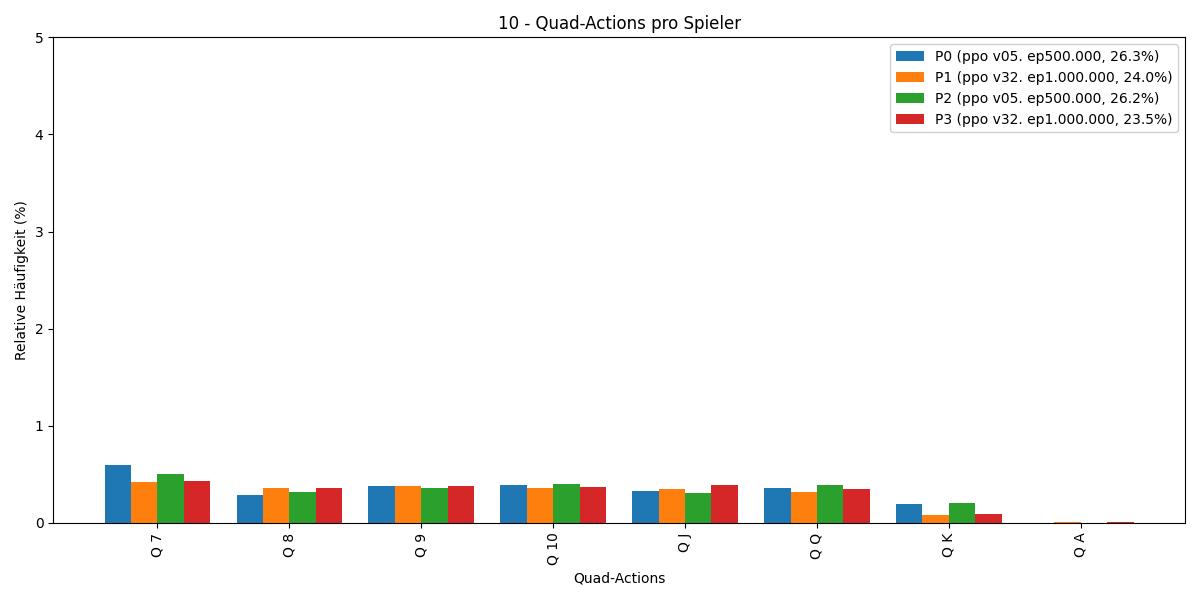 10 - Quad-Actions pro Spieler
5
4
3
2
1
0
Relative Häufigkeit (%)
P0 (ppo v05. ep500.000, 26.3%)
P1 (ppo v32. ep1.000.000, 24.0%)
P2 (ppo v05. ep500.000, 26.2%)
P3 (ppo v32. ep1.000.000, 23.5%)
Q 7
Q 8
Q 9
Q 10
Q J
Q Q
Q K
Q A
Quad-Actions